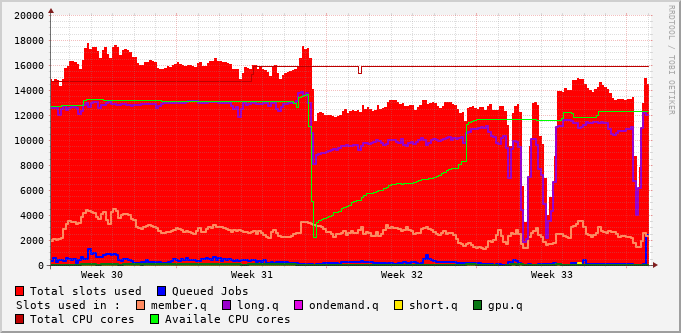 RRDTOOL / TOBI OETIKER
20000
18000
16000
14000
12000
10000
8000
6000
4000
2000
0
Week 30 Week 31 Week 32 Week 33
Total slots used Queued Jobs
Slots used in : member.q long.q ondemand.q short.q gpu.q
Total CPU cores Availale CPU cores